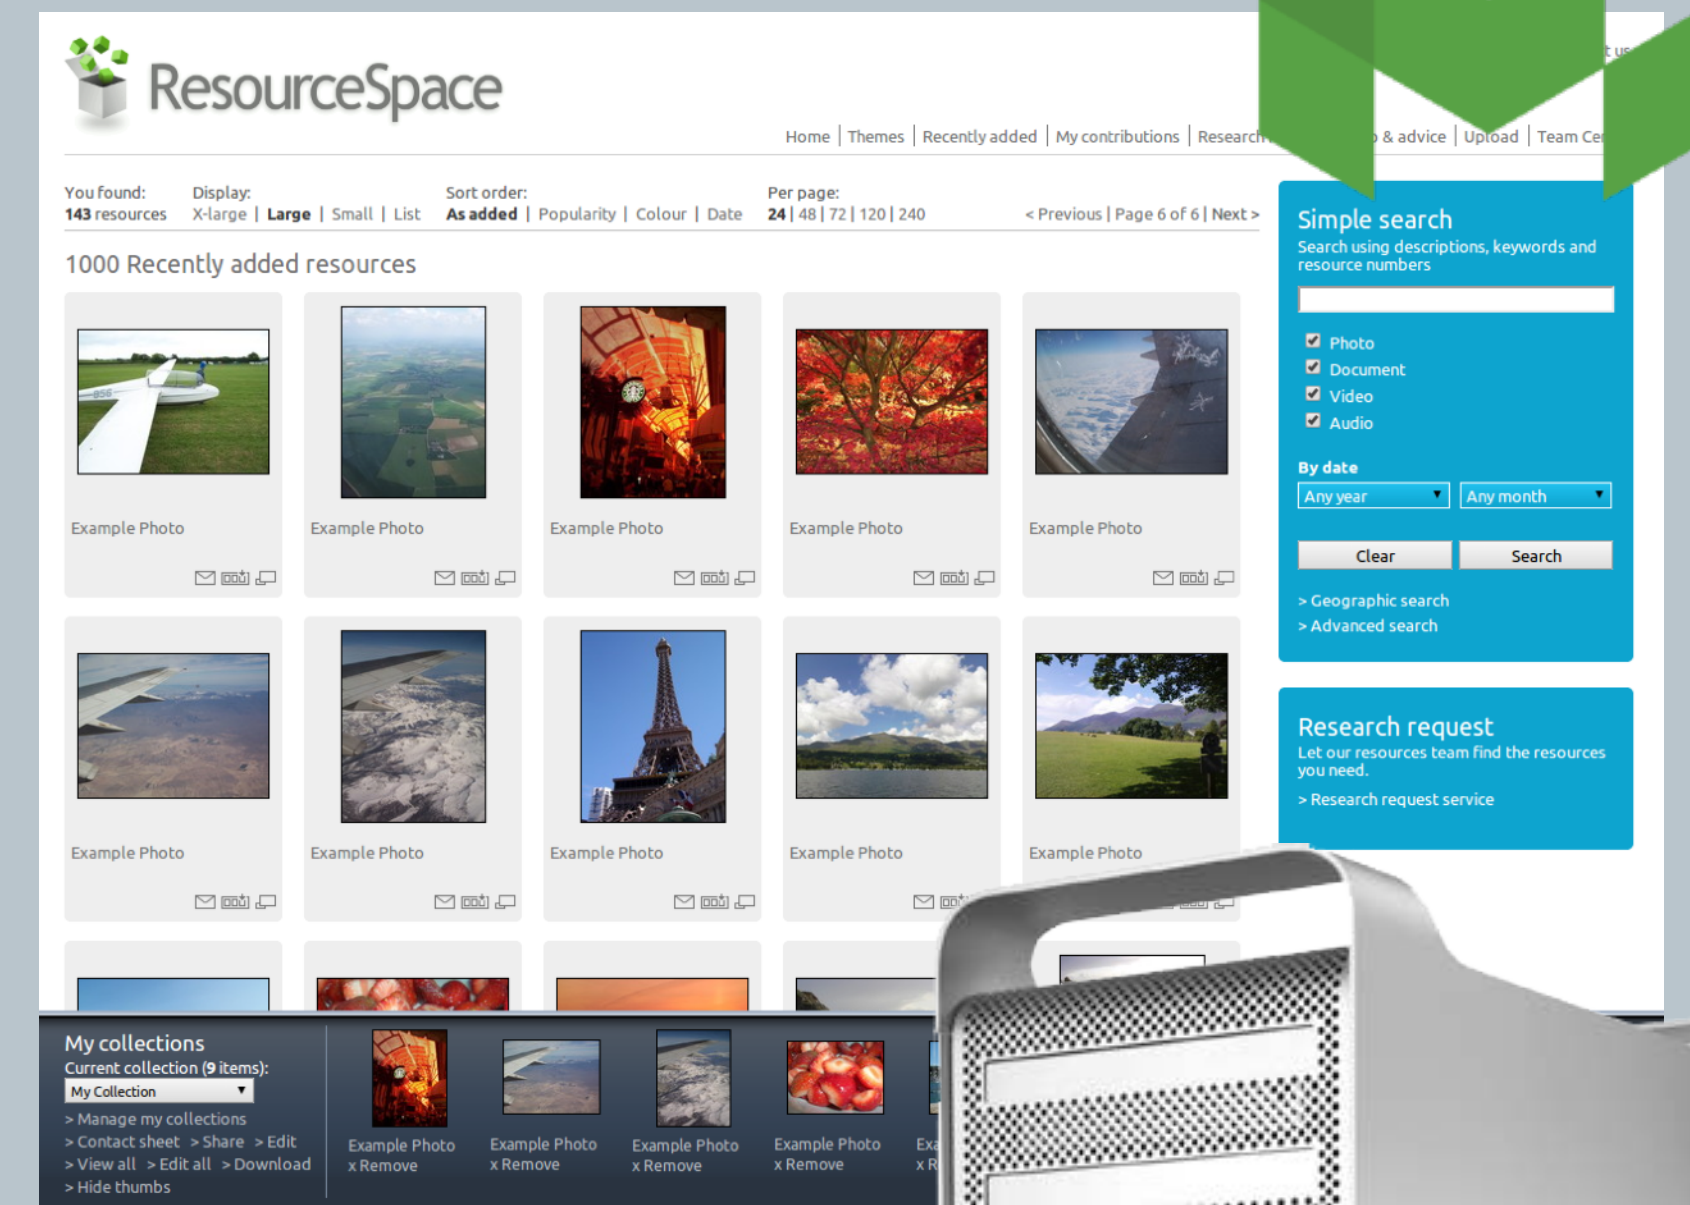 ResourceSpace
t us
Home | Themes | Recently added | My contributions | Research & advice | Upload | Team
You found: Display: Sort order: Per page:
143 resources X-large | Large | Small | List As added | Popularity | Colour | Date 24 | 48 | 72 | 120 | 240 < Previous | Page 6 of 6 | Next >
1000 Recently added resources
956
Example Photo Example Photo Example Photo Example Photo Example Photo
Example Photo Example Photo Example Photo Example Photo Example Photo
Simple search
Search using descriptions, keywords and
resource numbers
Photo
Document
Video
Audio
By date
Any year Any month
Clear Search
> Geographic search
> Advanced search
Research request
Let our resources team find the resources
you need.
> Research request service
My collections
Current collection (9 items):
My Collection
> Manage my collections
> Contact sheet > Share > Edit
> View all > Edit all > Download
> Hide thumbs
Example Photo Example Photo Example Photo Example Photo
x Remove x Remove x Remove x Remove